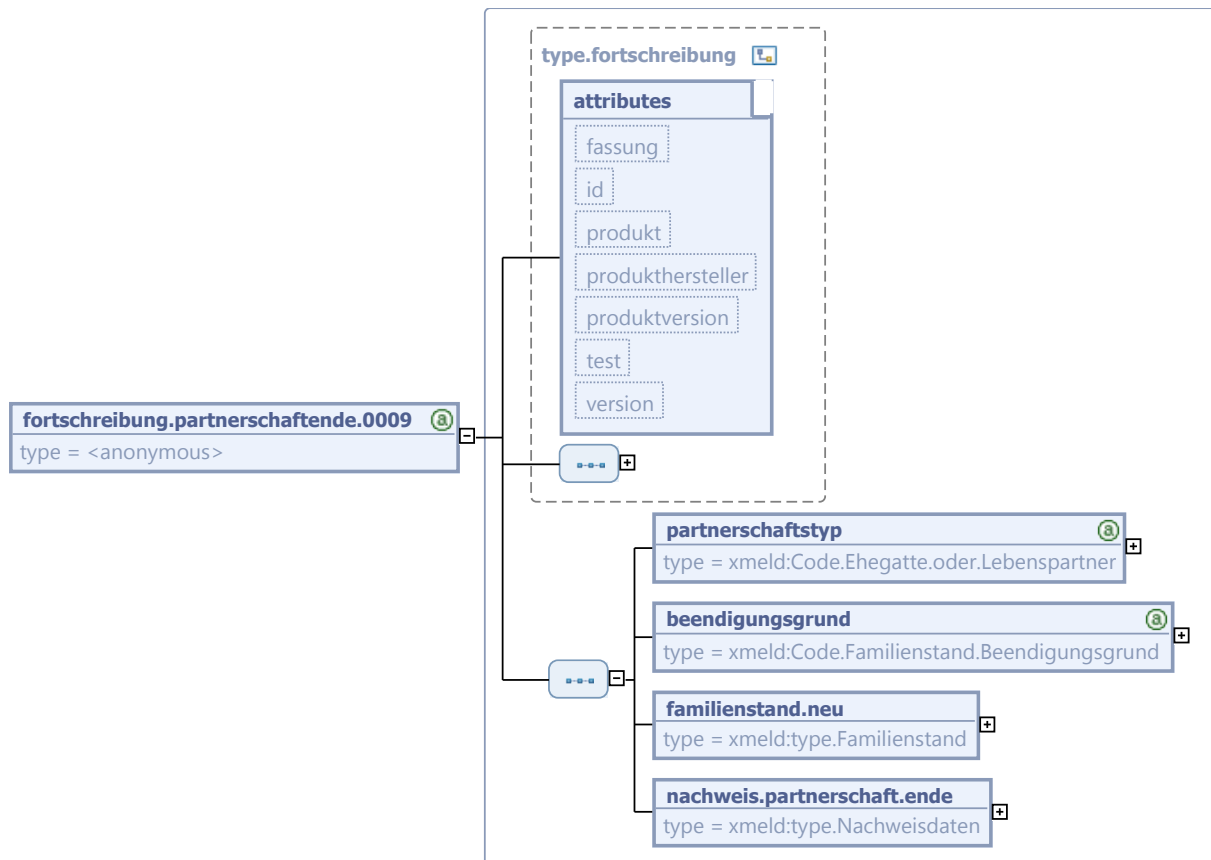 type.fortschreibung
attributes
fassung
id
produkt
produkthersteller
produktversion
test
version
fortschreibung.partnerschaftende.0009
type = <anonymous>
partnerschaftstyp
type = xmeld:Code.Ehegatte.oder.Lebenspartner
beendigungsgrund
type = xmeld:Code.Familienstand.Beendigungsgrund
familienstand.neu
type = xmeld:type.Familienstand
nachweis.partnerschaft.ende
type = xmeld:type.Nachweisdaten